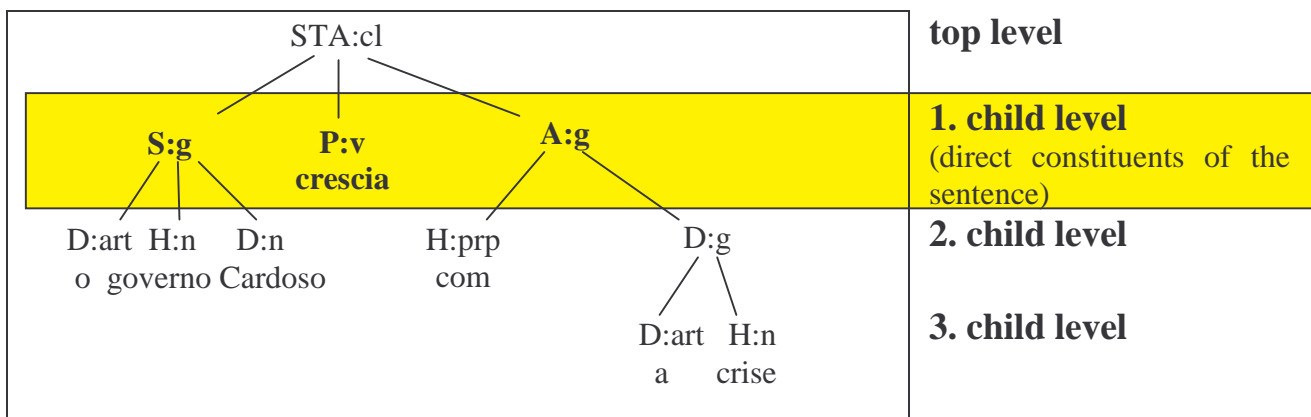 STA:cl
top level
S:g P:v A:g
crescia
1. child level
(direct constituents of the
sentence)
D:art H:n D:n H:prp D:g
o governo Cardoso com
2. child level
D:art H:n
a crise
3. child level